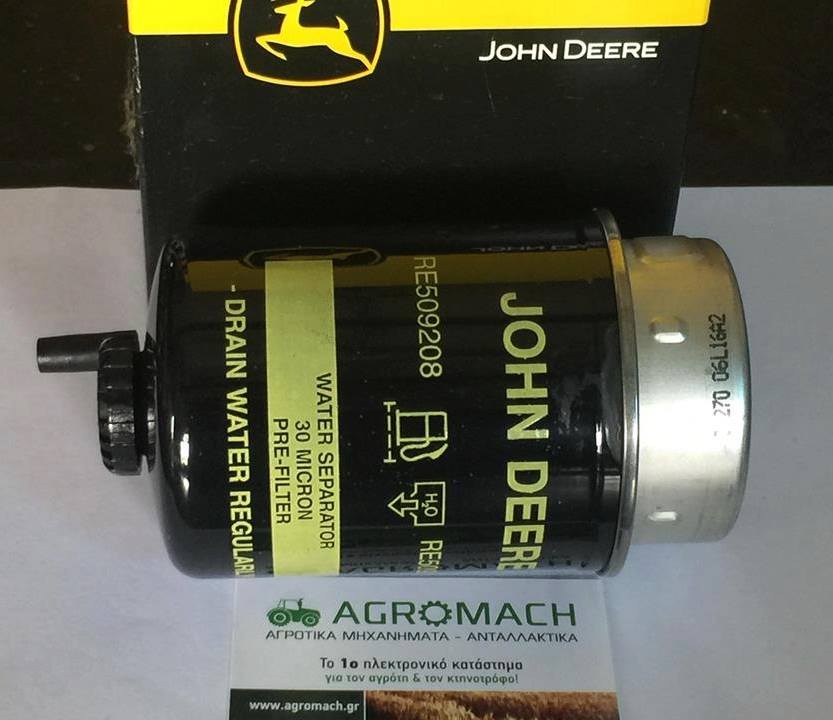 JOHN DEERE
JOHN DEERE
RE509208
H₂O
WATER SEPARATOR
30 MICRON
PRE-FILTER
- DRAIN WATER
270 06L16A2
AGROMACH
ΑΓΡΟΤΙΚΑ ΜΗΧΑΝΗΜΑΤΑ - ΑΝΤΑΛΛΑΚΤΙΚΑ
Το 1ο ηλεκτρονικό κατάστημα
για τον αγρότη & τον κτηνοτρόφο!
www.agromach.gr